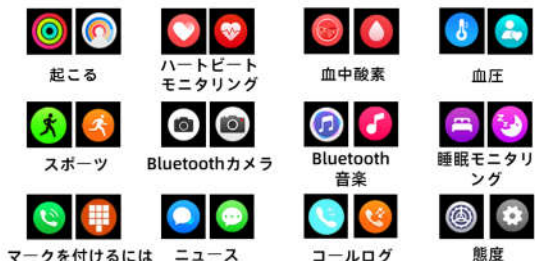 起こる
ハートビート
モニタリング
血中酸素
血圧
スポーツ
Bluetoothカメラ
Bluetooth
音楽
睡眠モニタリ
ング
マークを付けるには
ニュース
コールログ
態度